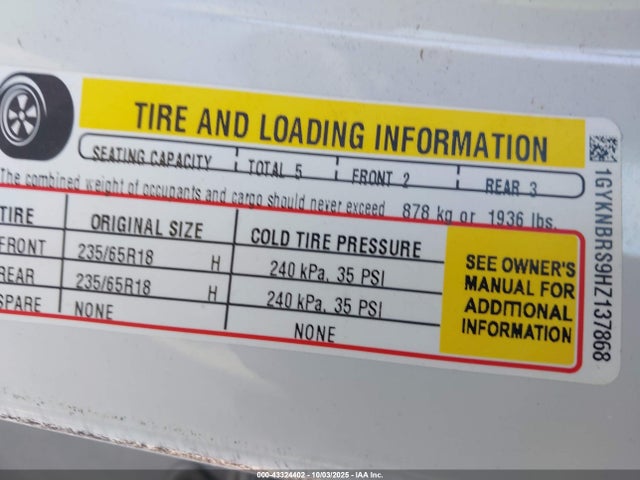 TIRE AND LOADING INFORMATION
SEATING CAPACITY TOTAL 5 FRONT 2 REAR 3
The combined weight of occupants and cargo should never exceed 878 kg or 1936 lbs.
TIRE ORIGINAL SIZE COLD TIRE PRESSURE
FRONT 235/65R18 H 240 kPa, 35 PSI
REAR 235/65R18 H 240 kPa, 35 PSI
SPARE NONE NONE
SEE OWNER'S
MANUAL FOR
ADDITIONAL
INFORMATION
1GYKNBRS9HZ137868
000-43324402 - 10/03/2025 - IAA Inc.